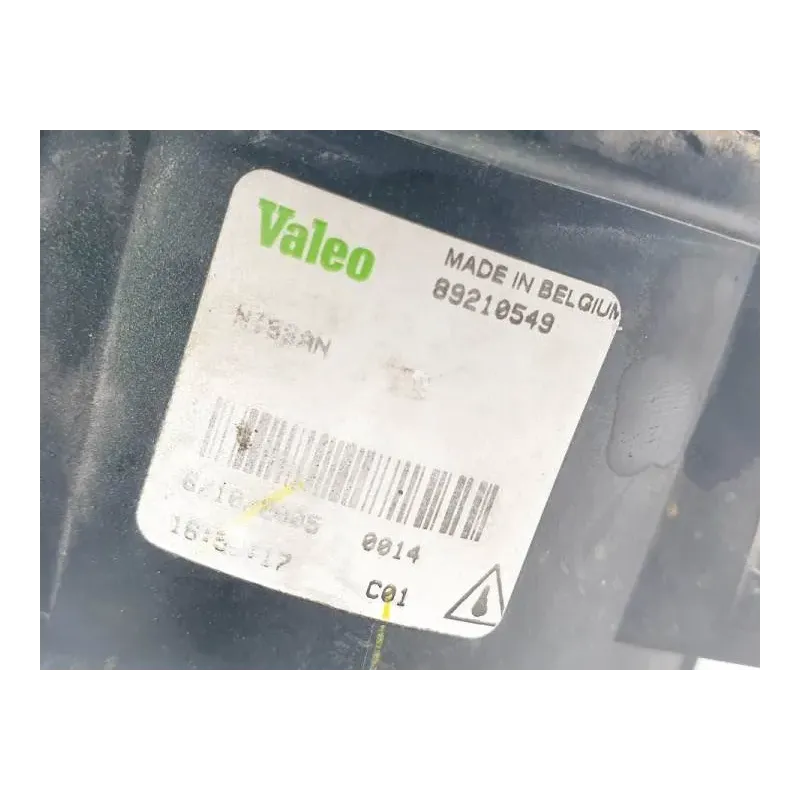 Valeo
MADE IN BELGIUM
89210549
NISSAN
0014
C01